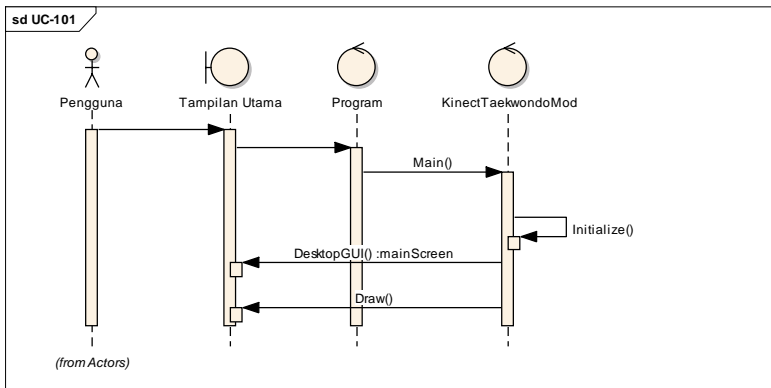 sd UC-101
Pengguna
Tampilan Utama
Program
KinectTaekwondoMod
Main()
Initialize()
DesktopGUI() :mainScreen
Draw()
(from Actors)